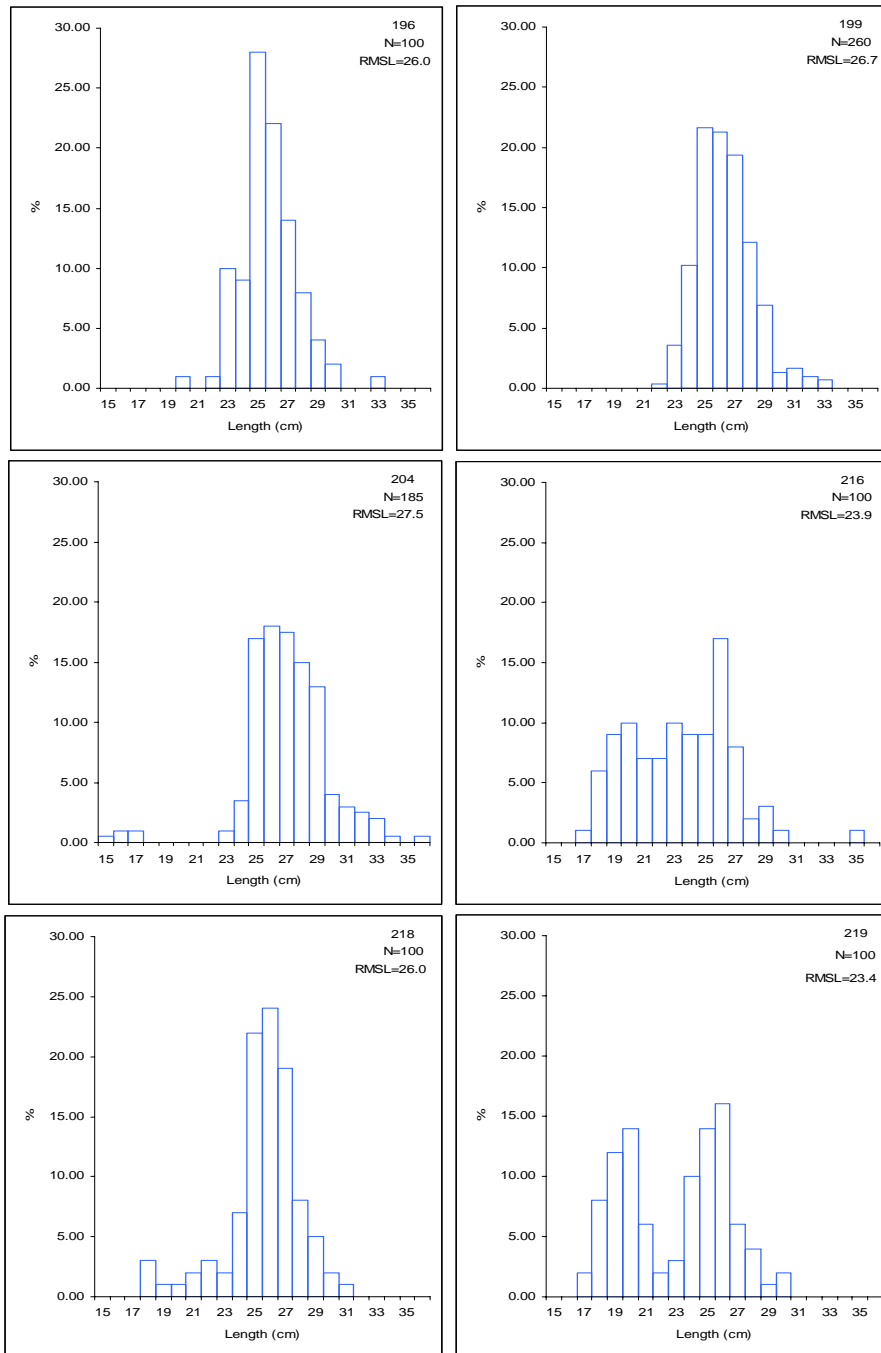 196
N=100
RMSL=26.0
30.00
25.00
20.00
15.00
10.00
5.00
0.00
%
15 17 19 21 23 25 27 29 31 33 35
Length (cm)
199
N=260
RMSL=26.7
30.00
25.00
20.00
15.00
10.00
5.00
0.00
%
15 17 19 21 23 25 27 29 31 33 35
Length (cm)
204
N=185
RMSL=27.5
30.00
25.00
20.00
15.00
10.00
5.00
0.00
%
15 17 19 21 23 25 27 29 31 33 35
Length (cm)
216
N=100
RMSL=23.9
30.00
25.00
20.00
15.00
10.00
5.00
0.00
%
15 17 19 21 23 25 27 29 31 33 35
Length (cm)
218
N=100
RMSL=26.0
30.00
25.00
20.00
15.00
10.00
5.00
0.00
%
15 17 19 21 23 25 27 29 31 33 35
Length (cm)
219
N=100
RMSL=23.4
30.00
25.00
20.00
15.00
10.00
5.00
0.00
%
15 17 19 21 23 25 27 29 31 33 35
Length (cm)